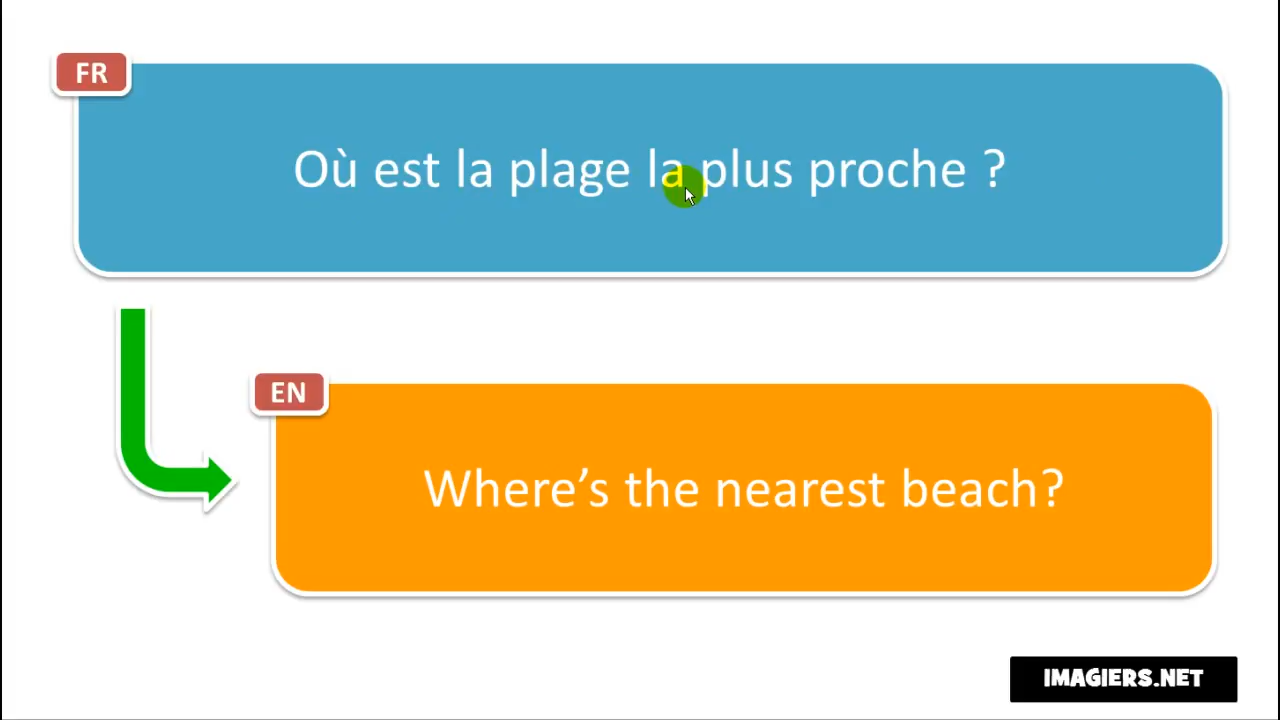 FR
Où est la plage la plus proche ?
EN
Where’s the nearest beach?
IMAGIERS.NET